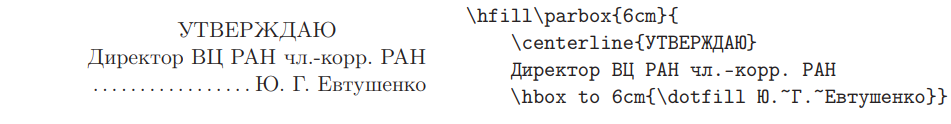 УТВЕРЖДАЮ
Директор ВЦ РАН чл.-корр. РАН
.................Ю. Г. Евтушенко
\hfill\parbox{6cm}{
\centerline{УТВЕРЖДАЮ}
Директор ВЦ РАН чл.-корр. РАН
\hbox to 6cm{\dotfill Ю.~Г.~Евтушенко}}